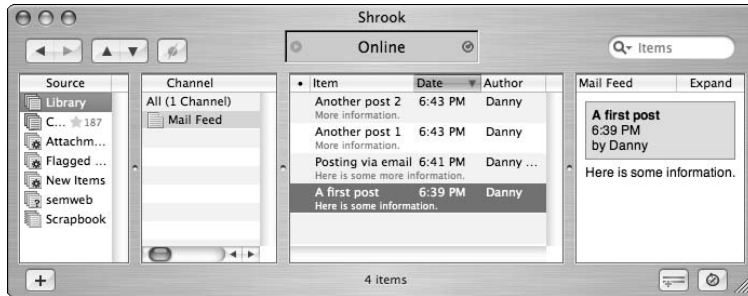 Shrook
Online
Items
Source
Library
C... 187
Attachm...
Flagged ...
New Items
semweb
Scrapbook
Channel
All (1 Channel)
Mail Feed
• Item Date Author
Another post 2 6:43 PM Danny
More information.
Another post 1 6:43 PM Danny
More information.
Posting via email 6:41 PM Danny ...
Here is some more information.
A first post 6:39 PM Danny
Here is some information.
Mail Feed Expand
A first post
6:39 PM
by Danny
Here is some information.
4 items